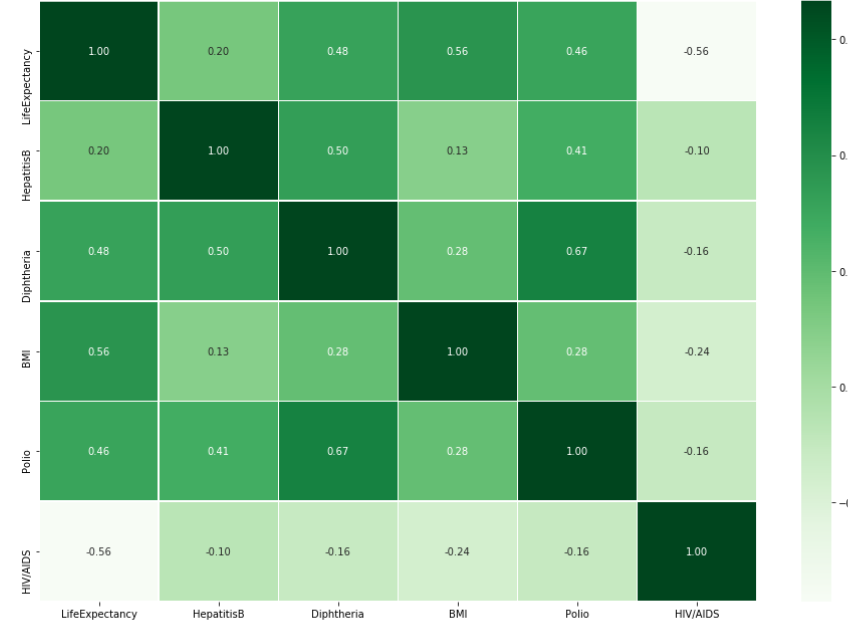 LifeExpectancy 1.00 0.20 0.48 0.56 0.46 -0.56
HepatitisB 0.20 1.00 0.50 0.13 0.41 -0.10
Diphtheria 0.48 0.50 1.00 0.28 0.67 -0.16
BMI 0.56 0.13 0.28 1.00 0.28 -0.24
Polio 0.46 0.41 0.67 0.28 1.00 -0.16
HIV/AIDS -0.56 -0.10 -0.16 -0.24 -0.16 1.00
LifeExpectancy HepatitisB Diphtheria BMI Polio HIV/AIDS